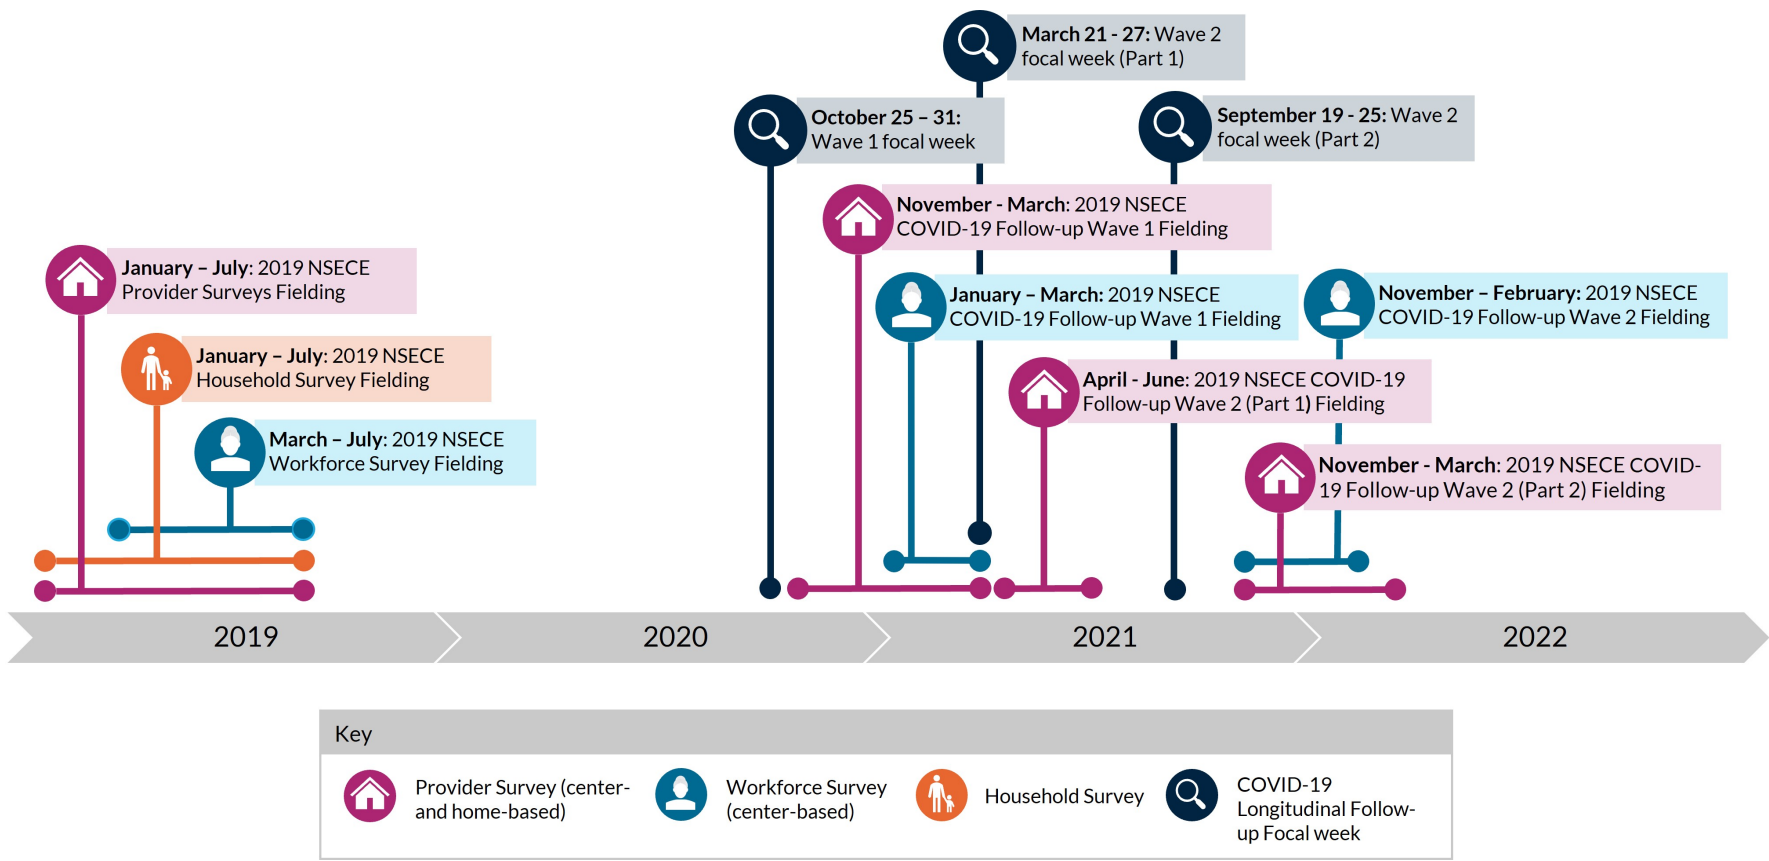 March 21 - 27: Wave 2
focal week (Part 1)
October 25 – 31:
Wave 1 focal week
September 19 - 25: Wave 2
focal week (Part 2)
November - March: 2019 NSECE
COVID-19 Follow-up Wave 1 Fielding
January – July: 2019 NSECE
Provider Surveys Fielding
January – March: 2019 NSECE
COVID-19 Follow-up Wave 1 Fielding
November – February: 2019 NSECE
COVID-19 Follow-up Wave 2 Fielding
January – July: 2019 NSECE
Household Survey Fielding
April - June: 2019 NSECE COVID-19
Follow-up Wave 2 (Part 1) Fielding
March – July: 2019 NSECE
Workforce Survey Fielding
November - March: 2019 NSECE COVID-
19 Follow-up Wave 2 (Part 2) Fielding
2019
2020
2021
2022
Key
Provider Survey (center-
and home-based)
Workforce Survey
(center-based)
Household Survey
COVID-19
Longitudinal Follow-
up Focal week